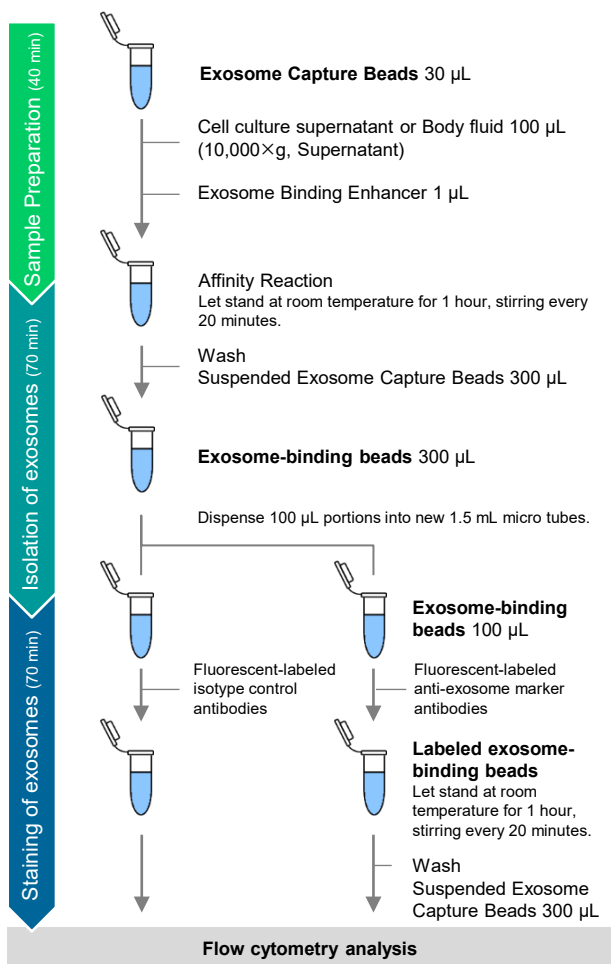 Sample Preparation (40 min)
Exosome Capture Beads 30 µL
Cell culture supernatant or Body fluid 100 µL
(10,000×g, Supernatant)
Exosome Binding Enhancer 1 µL
Isolation of exosomes (70 min)
Affinity Reaction
Let stand at room temperature for 1 hour, stirring every
20 minutes.
Wash
Suspended Exosome Capture Beads 300 µL
Exosome-binding beads 300 µL
Dispense 100 µL portions into new 1.5 mL micro tubes.
Staining of exosomes (70 min)
Exosome-binding
beads 100 µL
Fluorescent-labeled
isotype control
antibodies
Fluorescent-labeled
anti-exosome marker
antibodies
Labeled exosome-
binding beads
Let stand at room
temperature for 1 hour,
stirring every 20 minutes.
Wash
Suspended Exosome
Capture Beads 300 µL
Flow cytometry analysis